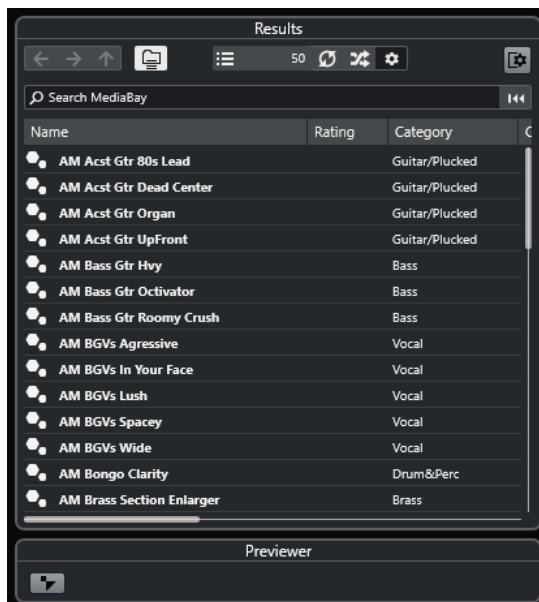 Results
50
Search MediaBay
Name Rating Category C
AM Acst Gtr 80s Lead Guitar/Plucked
AM Acst Gtr Dead Center Guitar/Plucked
AM Acst Gtr Organ Guitar/Plucked
AM Acst Gtr UpFront Guitar/Plucked
AM Bass Gtr Hvy Bass
AM Bass Gtr Octivator Bass
AM Bass Gtr Roomy Crush Bass
AM BGVs Agressive Vocal
AM BGVs In Your Face Vocal
AM BGVs Lush Vocal
AM BGVs Spacey Vocal
AM BGVs Wide Vocal
AM Bongo Clarity Drum&Perc
AM Brass Section Enlarger Brass
Previewer